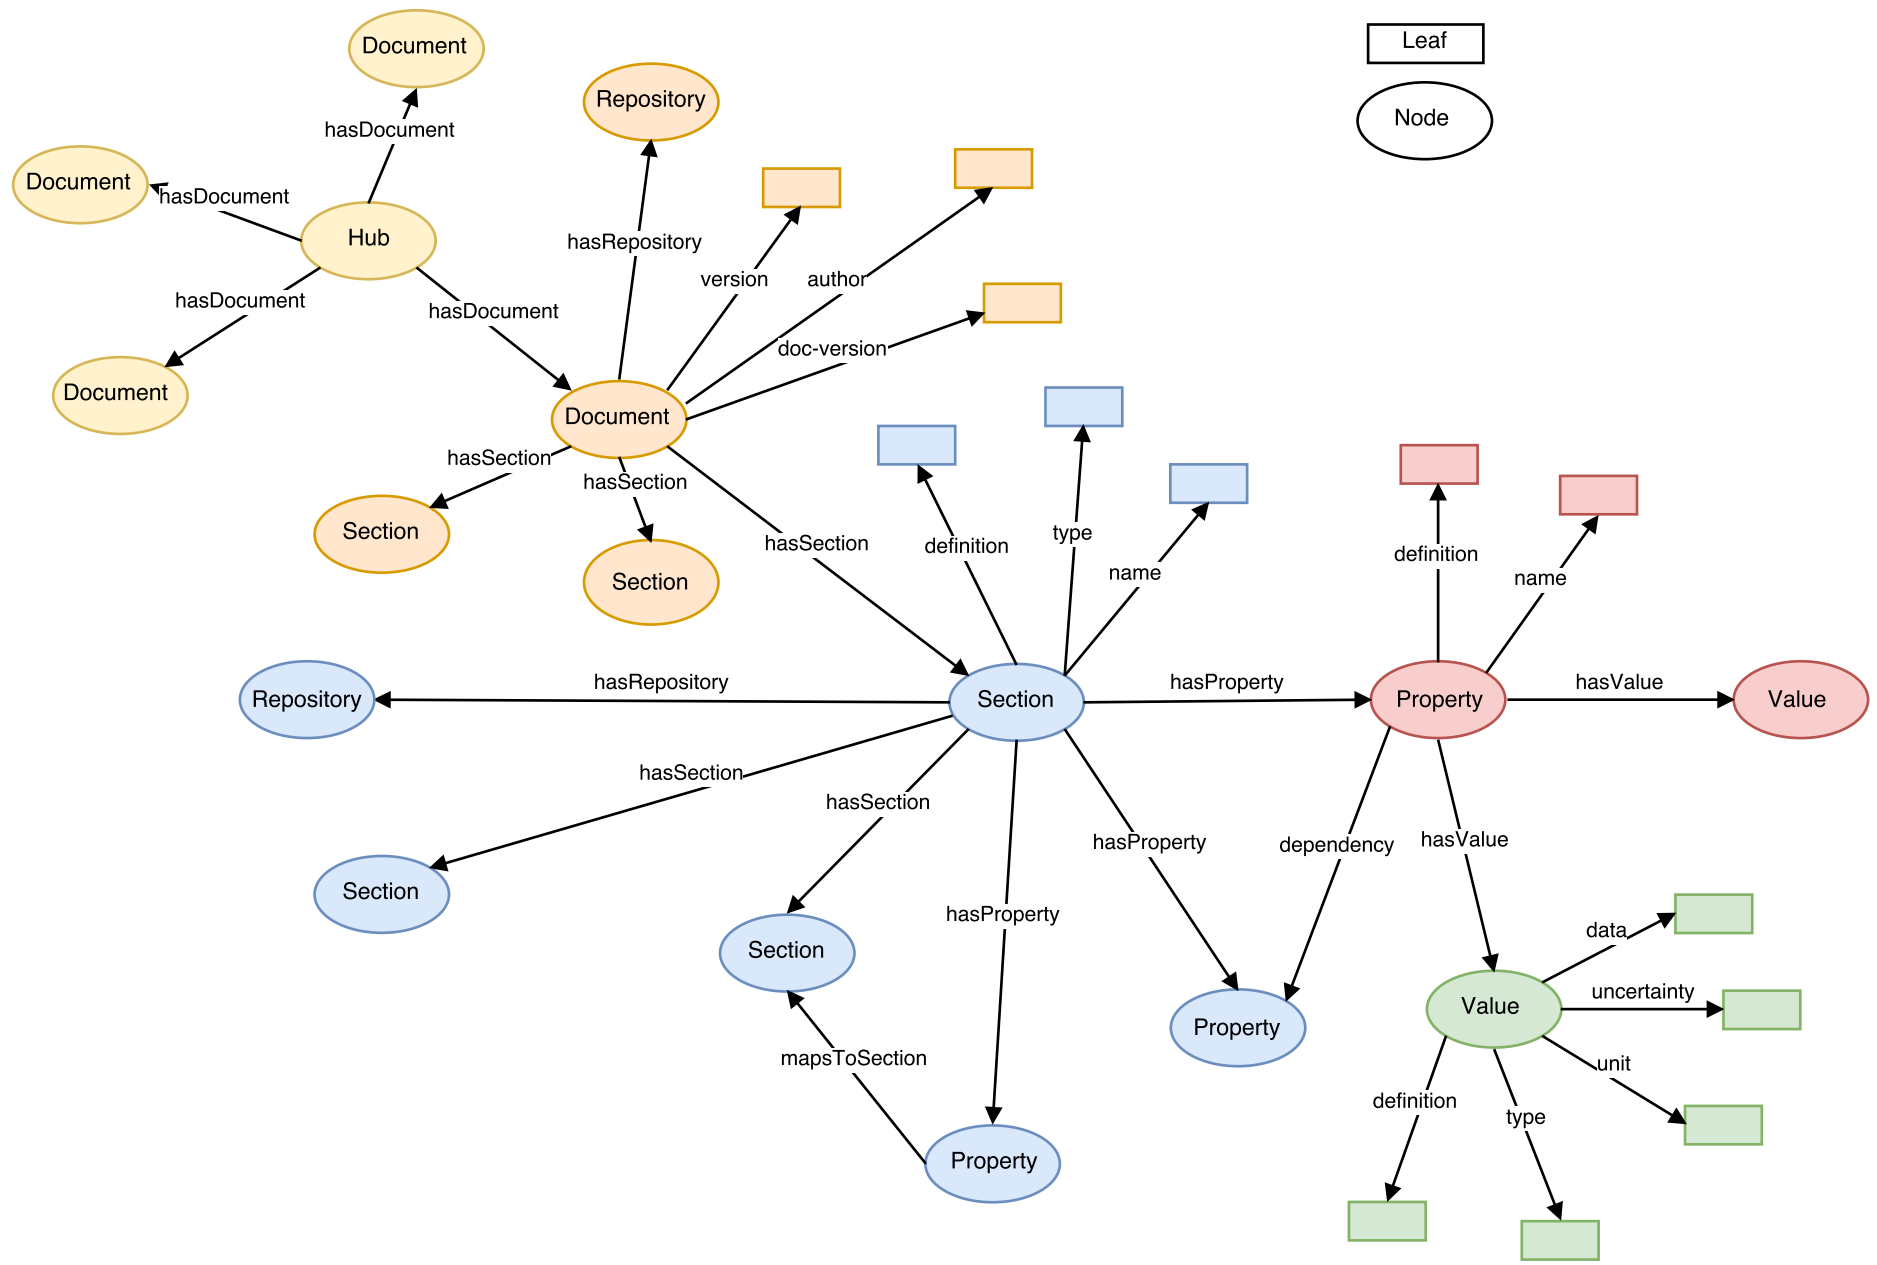 Document
Leaf
Repository
Node
hasDocument
Document
hasDocument
Hub
hasRepository
version
author
hasDocument
hasDocument
doc-version
Document
Document
hasSection
hasSection
Section
Section
hasSection
definition
type
name
definition
name
Repository
hasRepository
Section
hasProperty
Property
hasValue
Value
hasSection
hasSection
hasProperty
dependency
hasValue
Section
hasProperty
Section
data
uncertainty
Value
Property
mapsToSection
unit
definition
type
Property